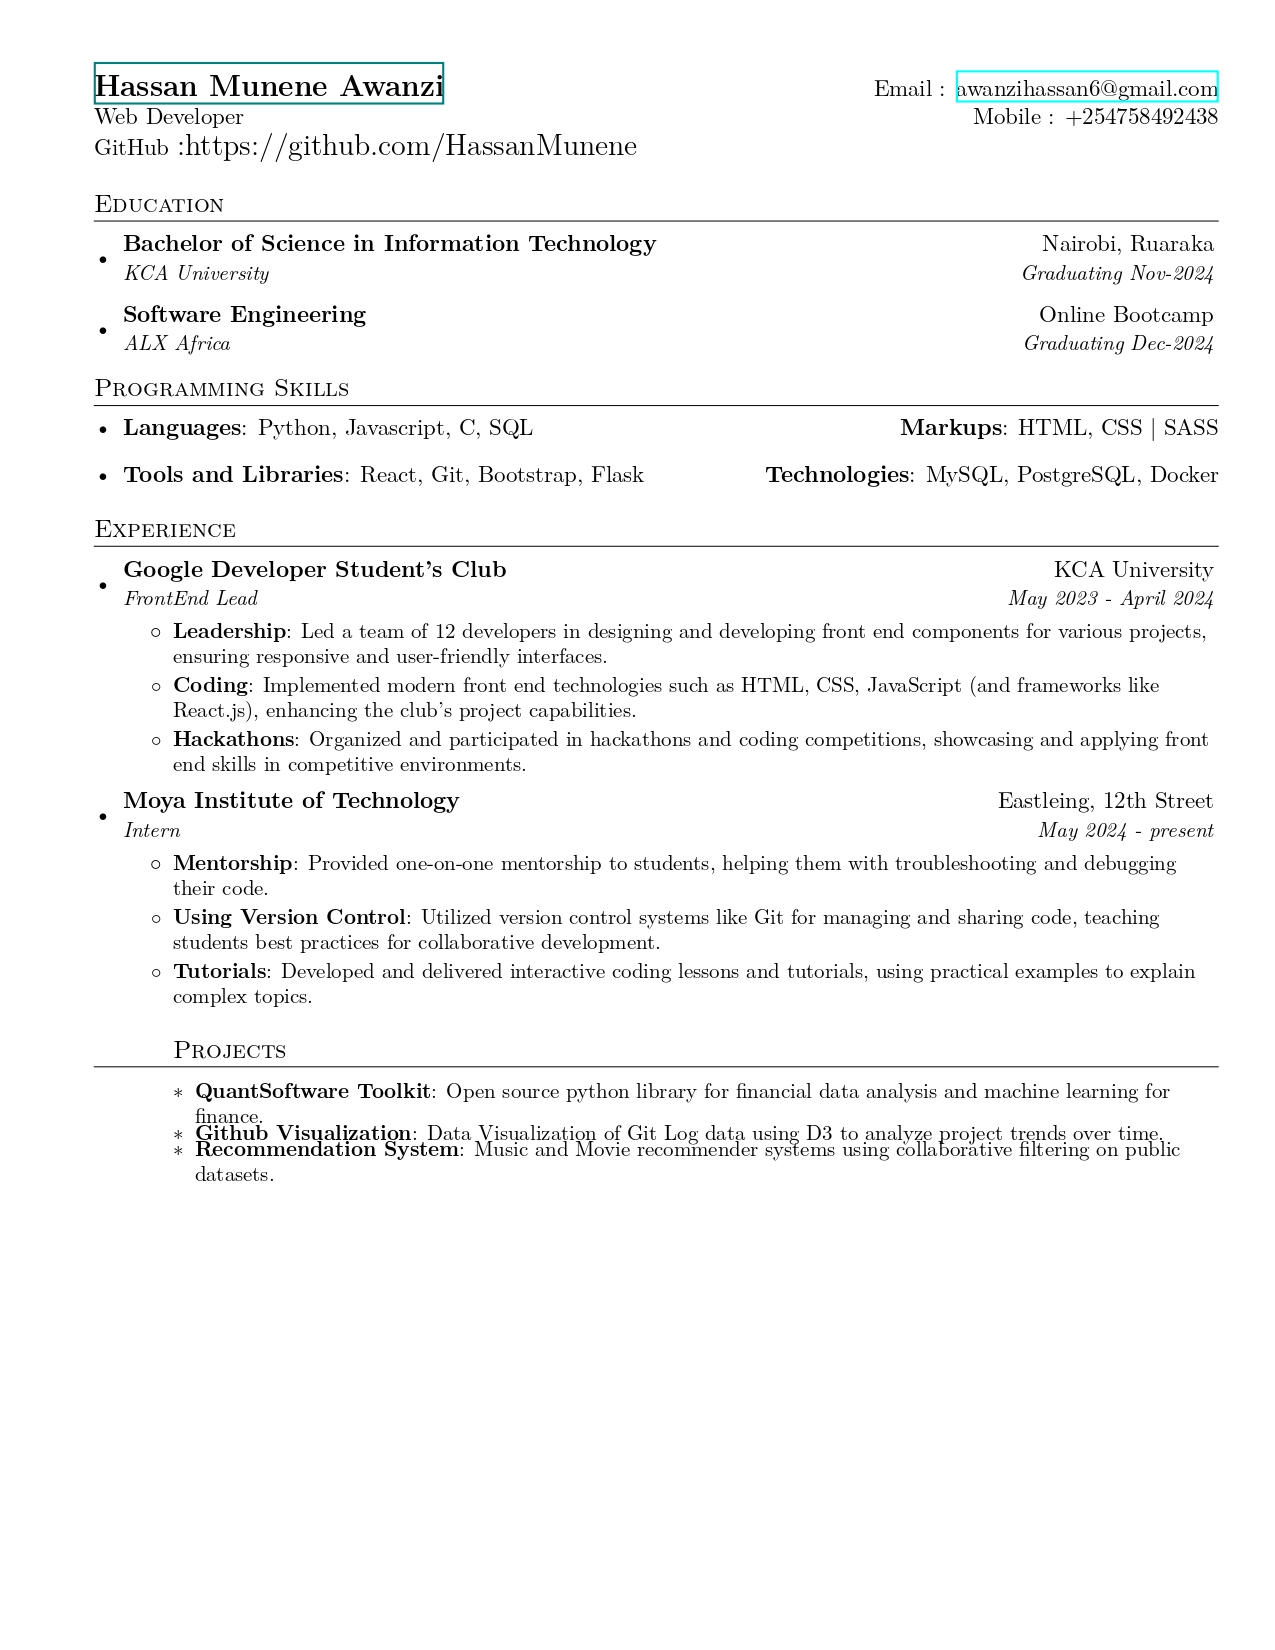 Hassan Munene Awanzi
Email : awanzihassan6@gmail.com
Web Developer
Mobile : +254758492438
GitHub :https://github.com/HassanMunene
Education
• Bachelor of Science in Information Technology
Nairobi, Ruaraka
KCA University
Graduating Nov-2024
• Software Engineering
Online Bootcamp
ALX Africa
Graduating Dec-2024
Programming Skills
• Languages: Python, Javascript, C, SQL
Markups: HTML, CSS | SASS
• Tools and Libraries: React, Git, Bootstrap, Flask
Technologies: MySQL, PostgreSQL, Docker
Experience
• Google Developer Student's Club
KCA University
FrontEnd Lead
May 2023 - April 2024
◦ Leadership: Led a team of 12 developers in designing and developing front end components for various projects,
ensuring responsive and user-friendly interfaces.
◦ Coding: Implemented modern front end technologies such as HTML, CSS, JavaScript (and frameworks like
React.js), enhancing the club's project capabilities.
◦ Hackathons: Organized and participated in hackathons and coding competitions, showcasing and applying front
end skills in competitive environments.
• Moya Institute of Technology
Eastleing, 12th Street
Intern
May 2024 - present
◦ Mentorship: Provided one-on-one mentorship to students, helping them with troubleshooting and debugging
their code.
◦ Using Version Control: Utilized version control systems like Git for managing and sharing code, teaching
students best practices for collaborative development.
◦ Tutorials: Developed and delivered interactive coding lessons and tutorials, using practical examples to explain
complex topics.
Projects
* QuantSoftware Toolkit: Open source python library for financial data analysis and machine learning for
finance.
* Github Visualization: Data Visualization of Git Log data using D3 to analyze project trends over time.
* Recommendation System: Music and Movie recommender systems using collaborative filtering on public
datasets.